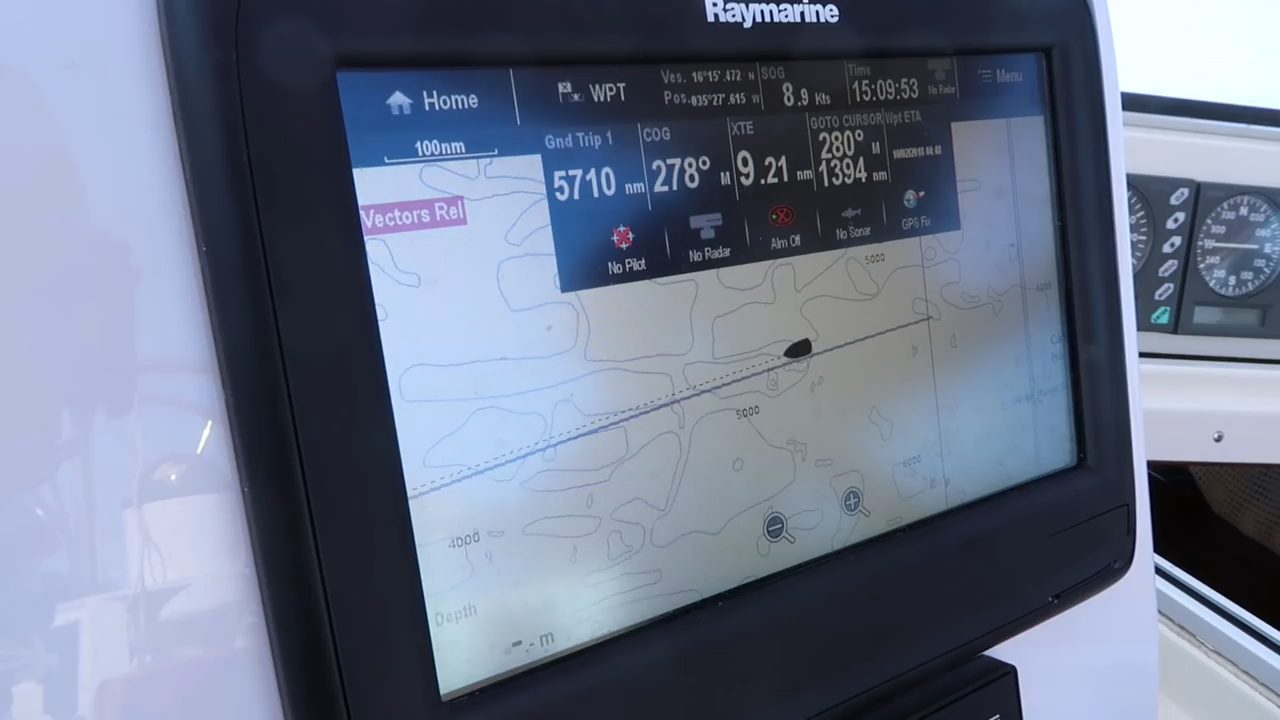 Raymarine
Home
WPT
Ves. 16°15'.472 N
Pos. 035°27'.615 W
SOG
8.9 Kts
Time
15:09:53
No Radar
Menu
100nm
Gnd Trip 1
5710 nm
COG
278° M
XTE
9.21 nm
GOTO CURSOR
280° M
1394 nm
Wpt ETA
Vectors Rel
No Pilot
No Radar
Alm Off
No Sonar
GPS Fix
5000
5000
6000
4000
Depth
-.- m